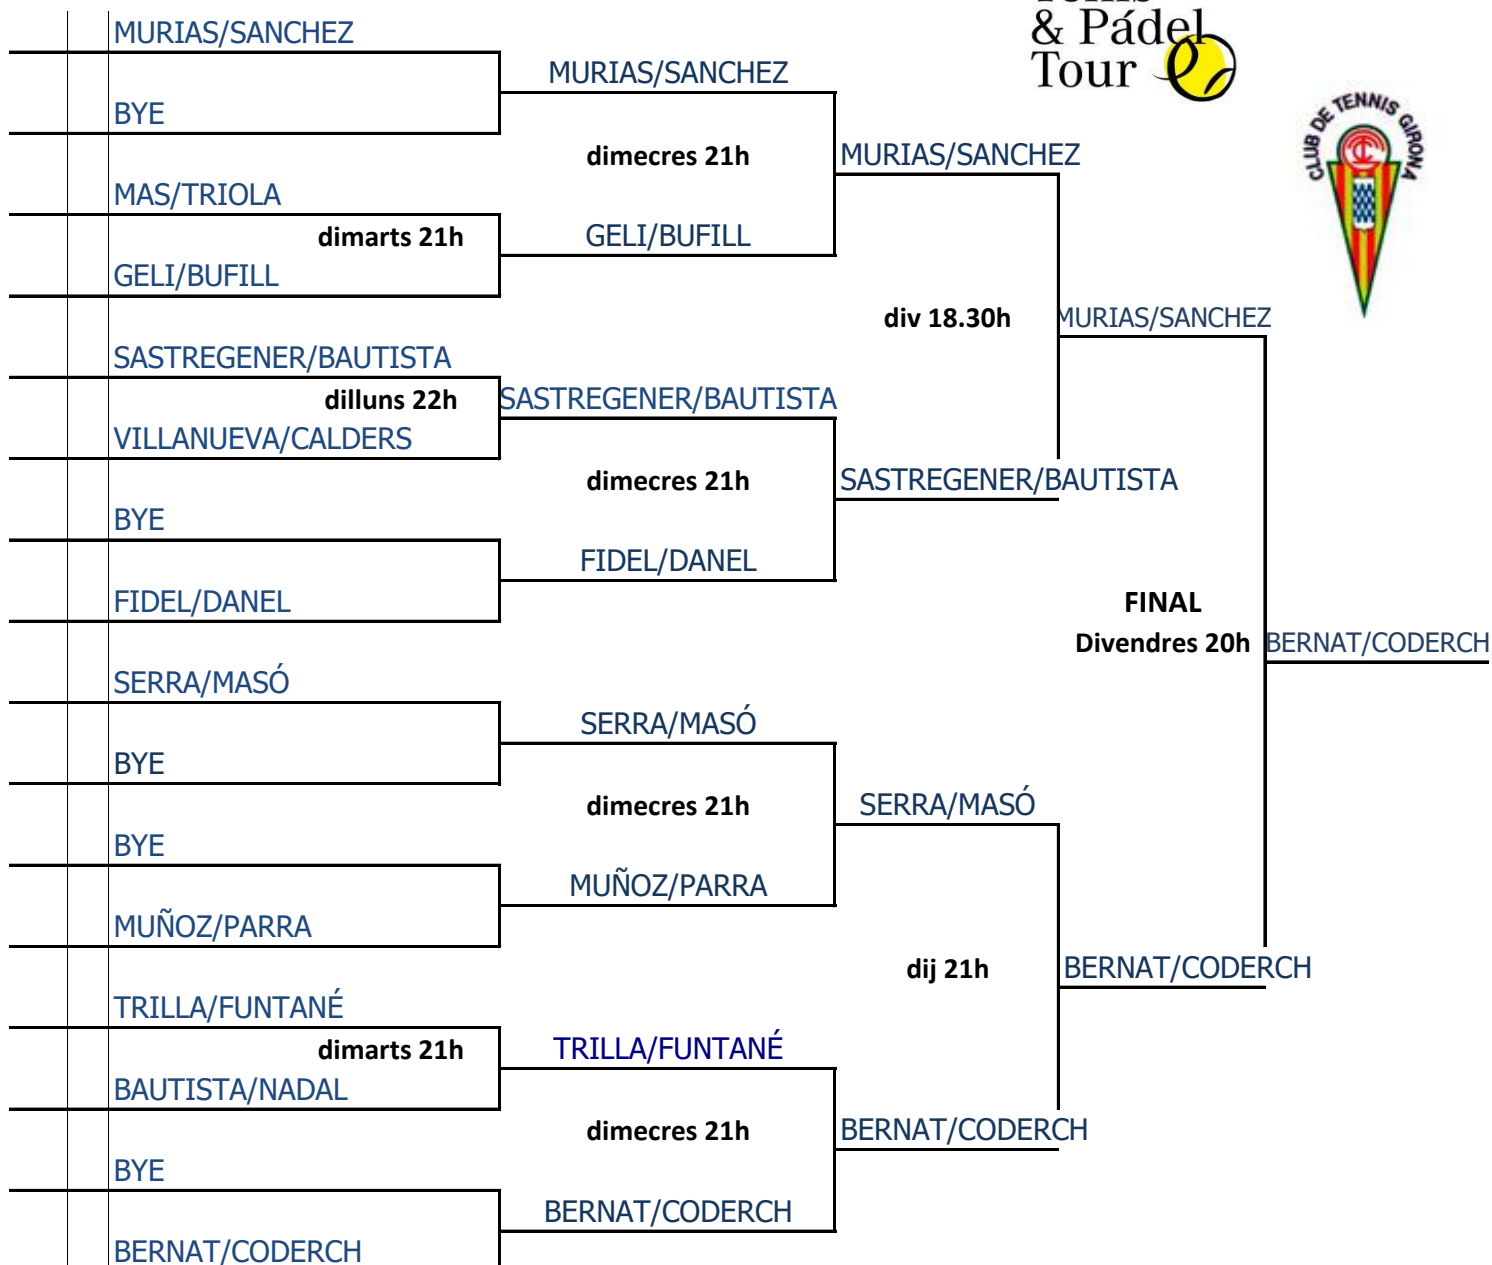 & Pádel
Tour
CLUB DE TENNIS GIRONA
MURIAS/SANCHEZ
BYE
MAS/TRIOLA
dimarts 21h
GELI/BUFILL
SASTREGENER/BAUTISTA
dilluns 22h
VILLANUEVA/CALDERS
BYE
FIDEL/DANEL
SERRA/MASÓ
BYE
BYE
MUÑOZ/PARRA
TRILLA/FUNTANÉ
dimarts 21h
BAUTISTA/NADAL
BYE
BERNAT/CODERCH
MURIAS/SANCHEZ
dimecres 21h
GELI/BUFILL
SASTREGENER/BAUTISTA
dimecres 21h
FIDEL/DANEL
SERRA/MASÓ
dimecres 21h
MUÑOZ/PARRA
TRILLA/FUNTANÉ
dimecres 21h
BERNAT/CODERCH
MURIAS/SANCHEZ
div 18.30h
SASTREGENER/BAUTISTA
SERRA/MASÓ
dij 21h
BERNAT/CODERCH
MURIAS/SANCHEZ
FINAL
Divendres 20h
BERNAT/CODERCH
BERNAT/CODERCH